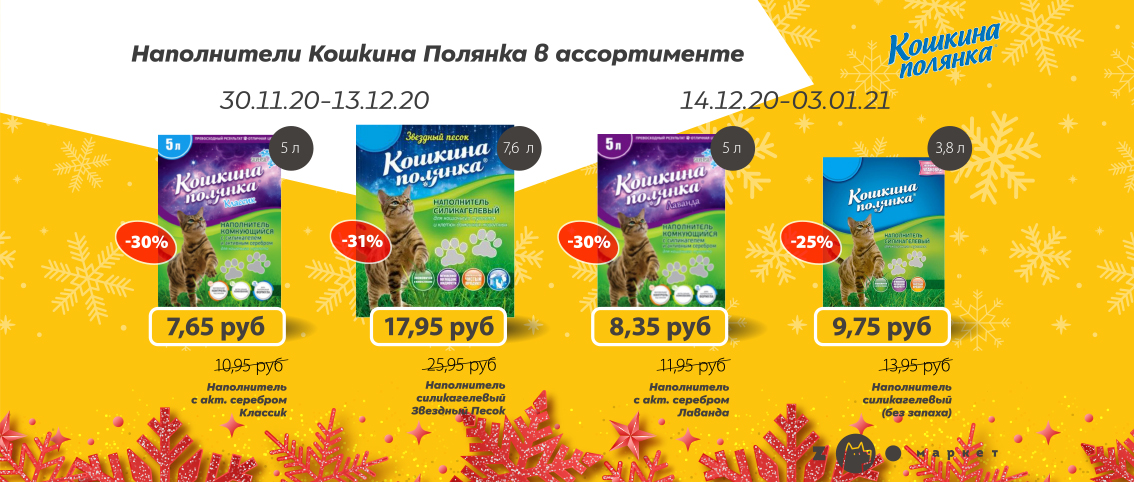 Наполнители Кошкина Полянка в ассортименте
Кошкина
полянка
30.11.20-13.12.20
14.12.20-03.01.21
5 л
ПРЕВОСХОДНЫЙ РЕЗУЛЬТАТ
5 л
Кошкина
полянка
Классик
НАПОЛНИТЕЛЬ
КОМКУЮЩИЙСЯ
-30%
7,65 руб
10,95 руб
Наполнитель
с акт. серебром
Классик
Звездный песок
7,6 л
Кошкина
полянка
НАПОЛНИТЕЛЬ
СИЛИКАГЕЛЕВЫЙ
-31%
17,95 руб
25,95 руб
Наполнитель
силикагелевый
Звездный Песок
5 л
ПРЕВОСХОДНЫЙ РЕЗУЛЬТАТ
5 л
Кошкина
полянка
Лаванда
НАПОЛНИТЕЛЬ
КОМКУЮЩИЙСЯ
-30%
8,35 руб
11,95 руб
Наполнитель
с акт. серебром
Лаванда
3,8 л
Кошкина
полянка
НАПОЛНИТЕЛЬ
СИЛИКАГЕЛЕВЫЙ
-25%
9,75 руб
13,95 руб
Наполнитель
силикагелевый
(без запаха)
маркет